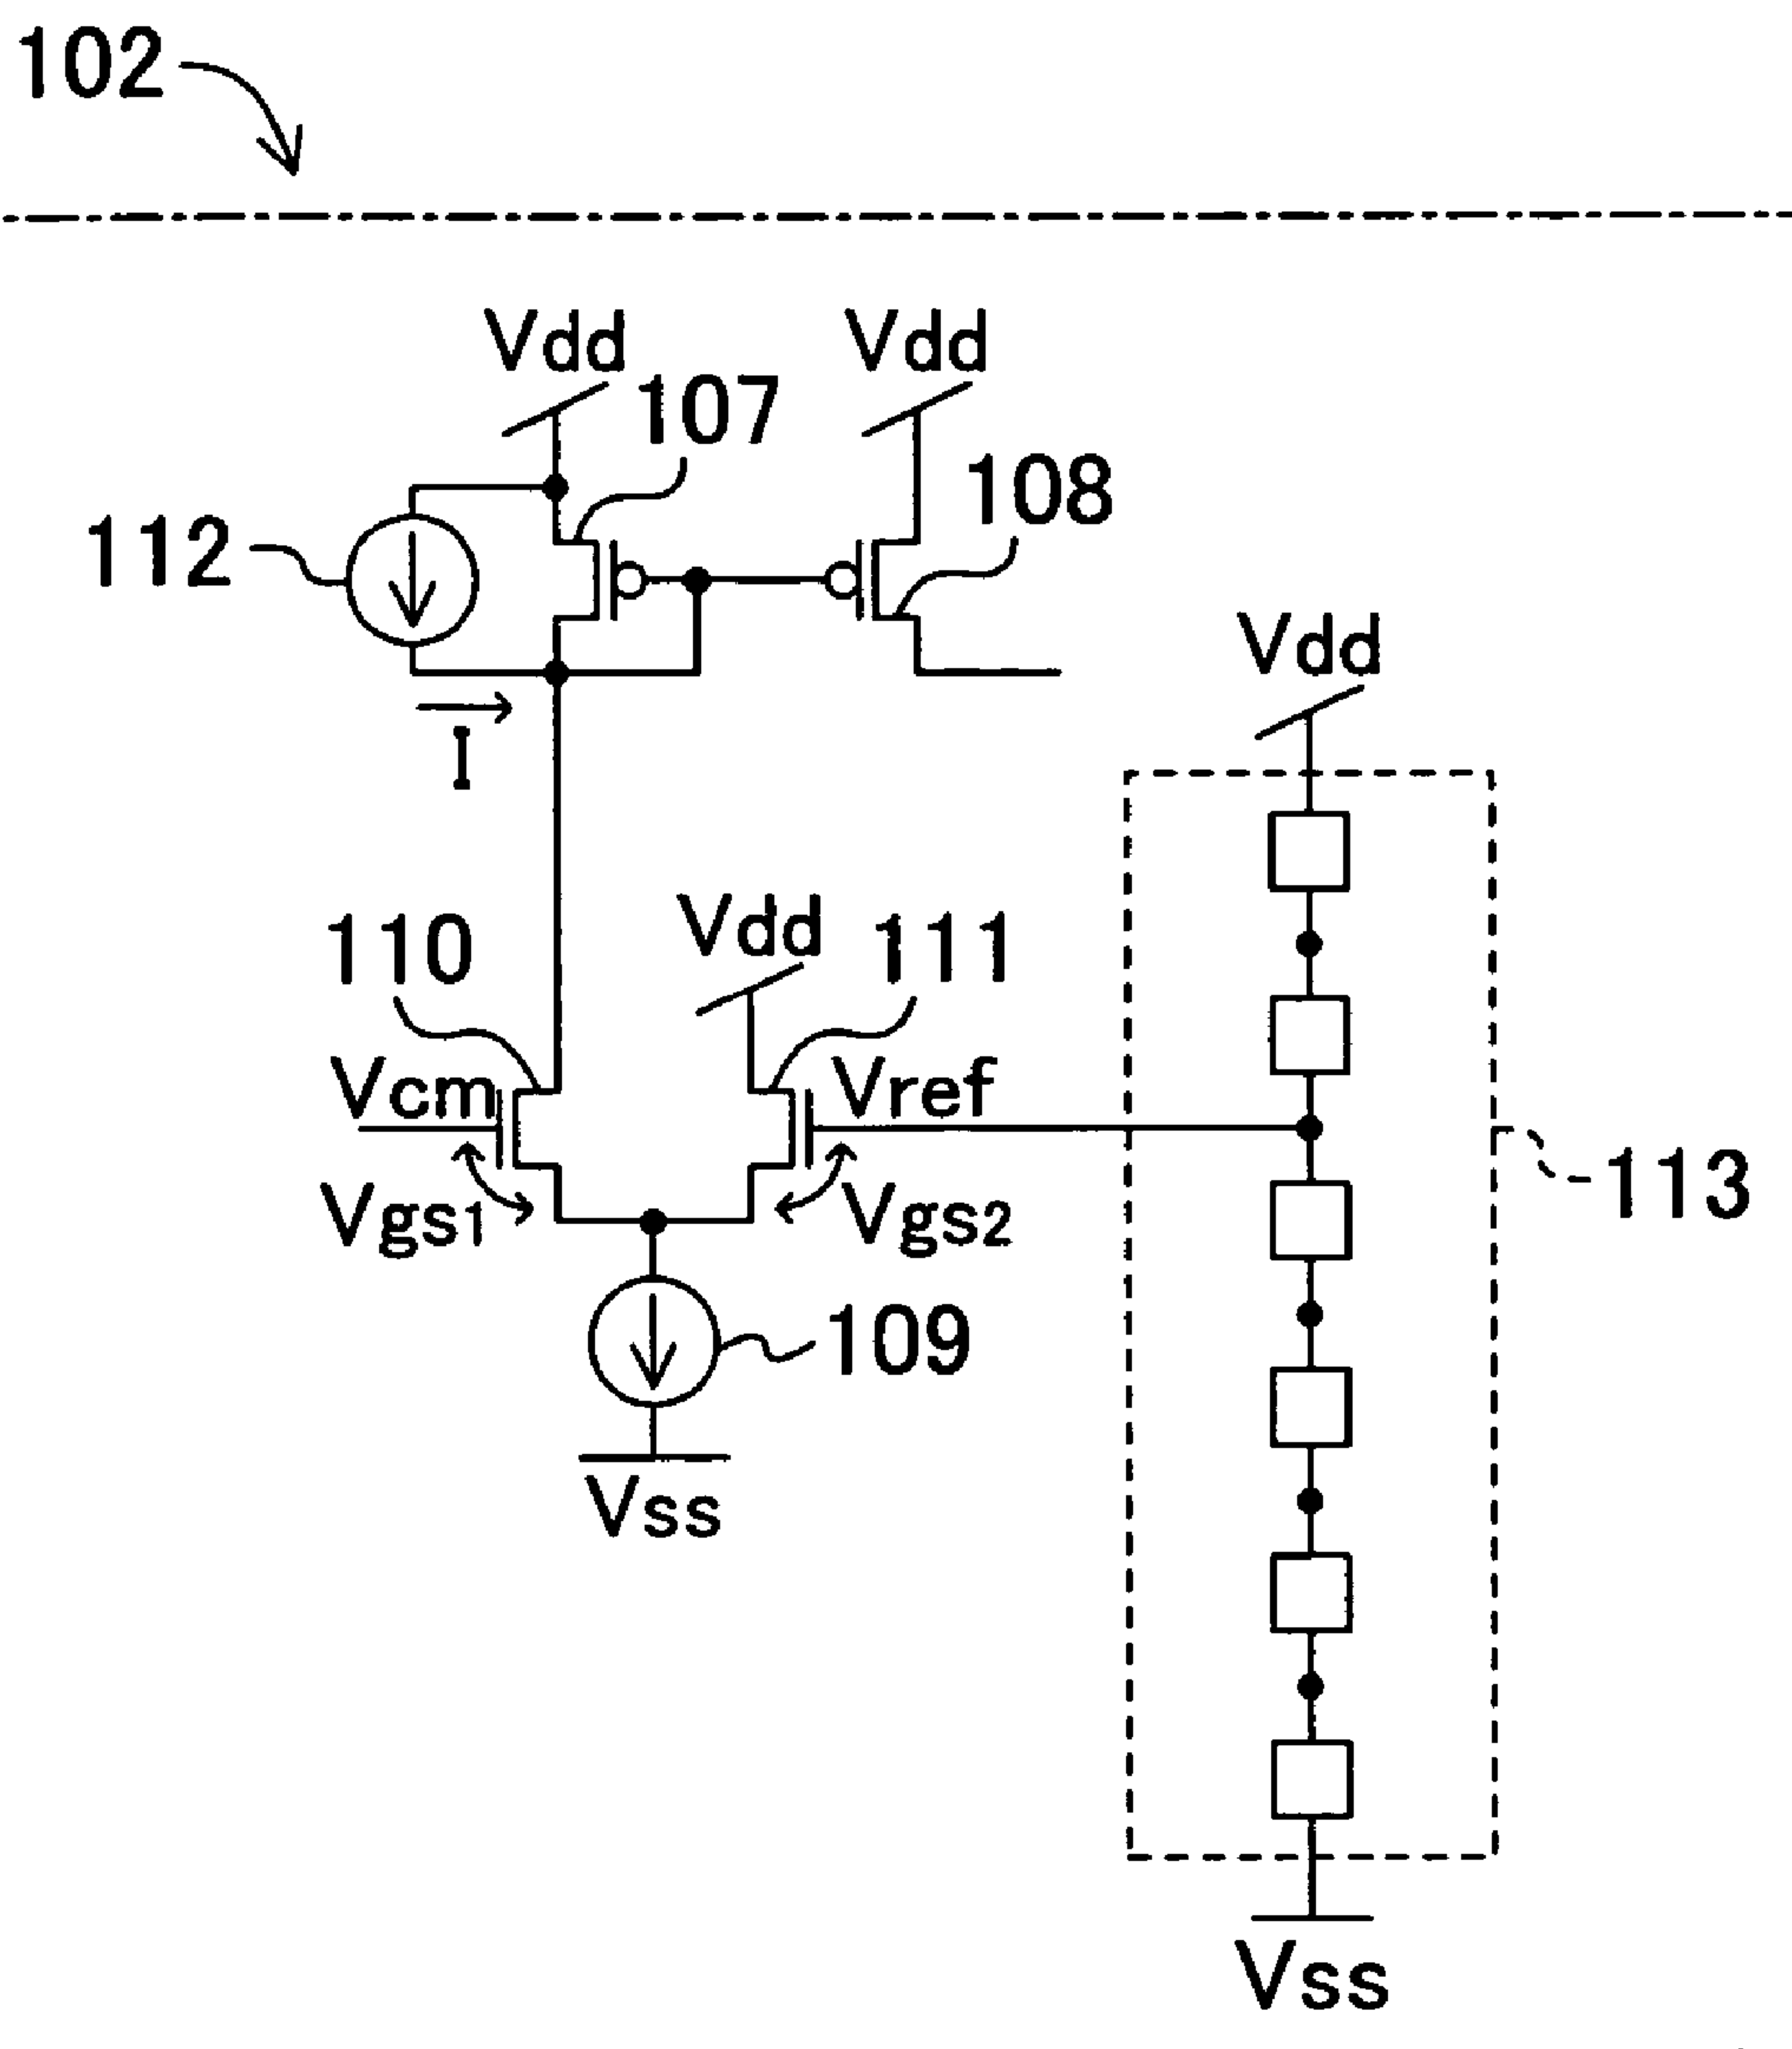 102
Vdd
Vdd
107
108
112
Vdd
I
Vdd
110
111
Vcm
Vref
113
Vgs1
Vgs2
109
Vss
Vss